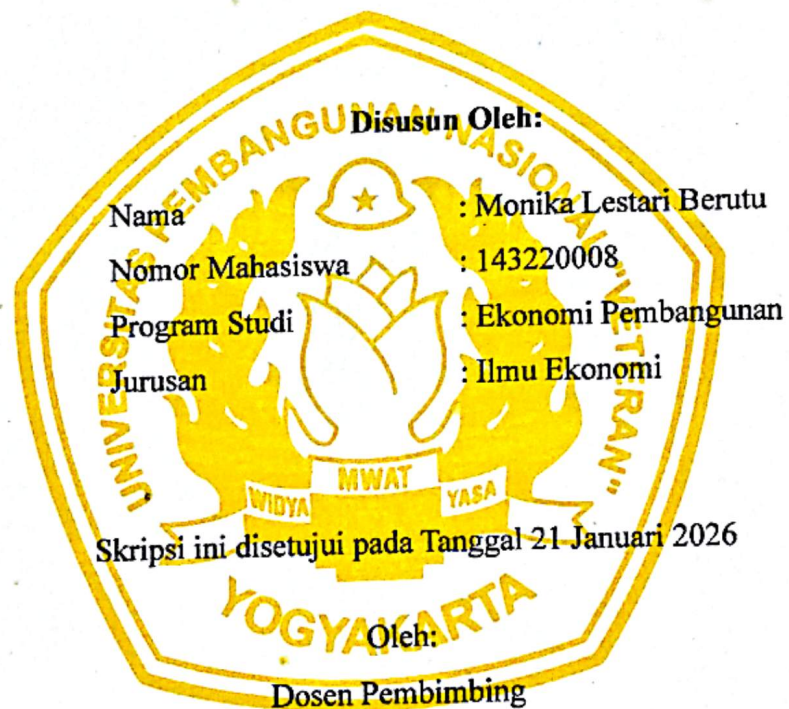 Disusun Oleh:
Nama : Monika Lestari Berutu
Nomor Mahasiswa : 143220008
Program Studi : Ekonomi Pembangunan
Jurusan : Ilmu Ekonomi
UNIVERSITAS PEMBANGUNAN NASIONAL "VETERAN"
WIDYA MWAT YASA
Skripsi ini disetujui pada Tanggal 21 Januari 2026
YOGYAKARTA
Oleh:
Dosen Pembimbing